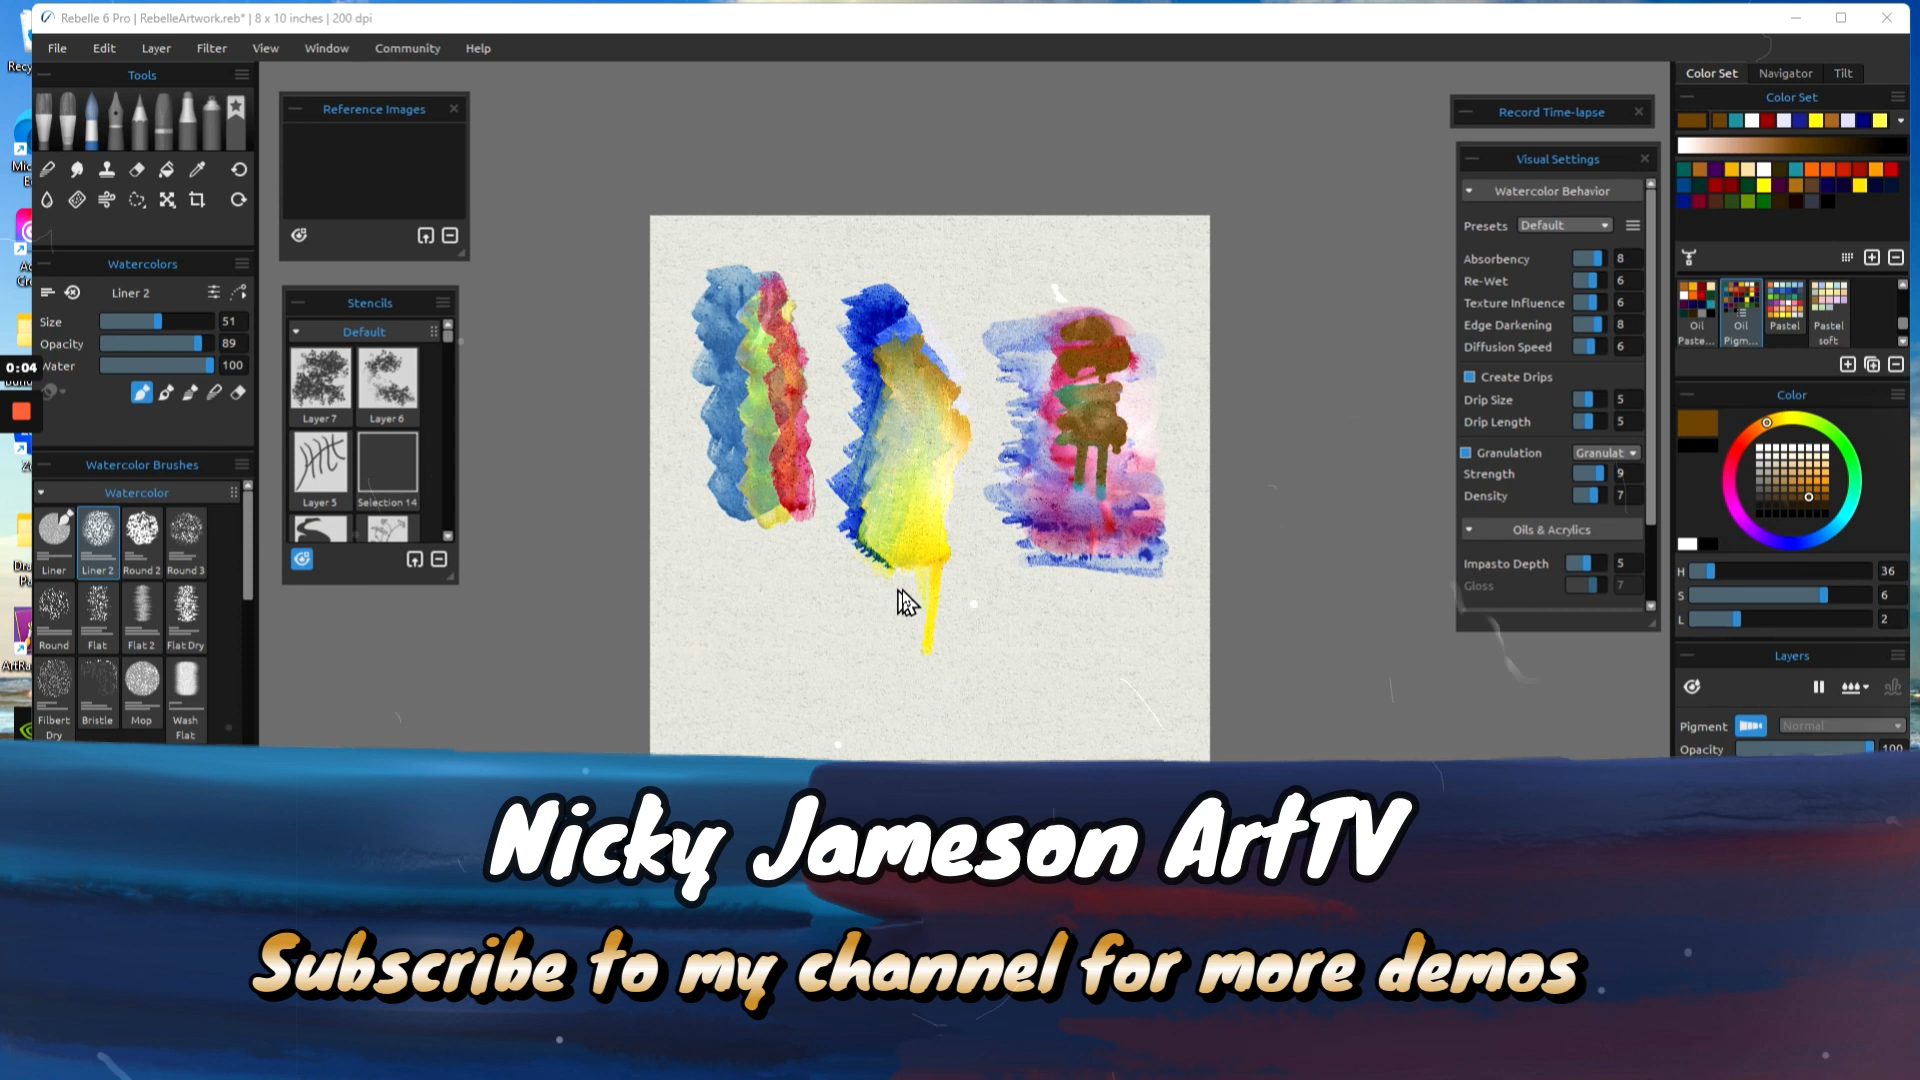 Rebelle 6 Pro | RebelleArtwork.reb* | 8 x 10 inches | 200 dpi
File Edit Layer Filter View Window Community Help
Tools
Watercolors
Liner 2
Size 51
Opacity 89
Water 100
0:04
Watercolor Brushes
Watercolor
Liner Liner 2 Round 2 Round 3
Round Flat Flat 2 Flat Dry
Filbert Dry Bristle Mop Wash Flat
Reference Images
Stencils
Default
Layer 7 Layer 6
Layer 5 Selection 14
Record Time-lapse
Visual Settings
Watercolor Behavior
Presets Default
Absorbency 8
Re-Wet 6
Texture Influence 6
Edge Darkening 8
Diffusion Speed 6
Create Drips
Drip Size 5
Drip Length 5
Granulation Granulat
Strength 9
Density 7
Oils & Acrylics
Impasto Depth 5
Gloss 7
Color Set Navigator Tilt
Color Set
Oil Paste... Oil Pigm... Pastel Pastel soft
Color
H 36
S 6
L 2
Layers
Pigment Normal
Opacity 100
Nicky Jameson ArtTV
Subscribe to my channel for more demos